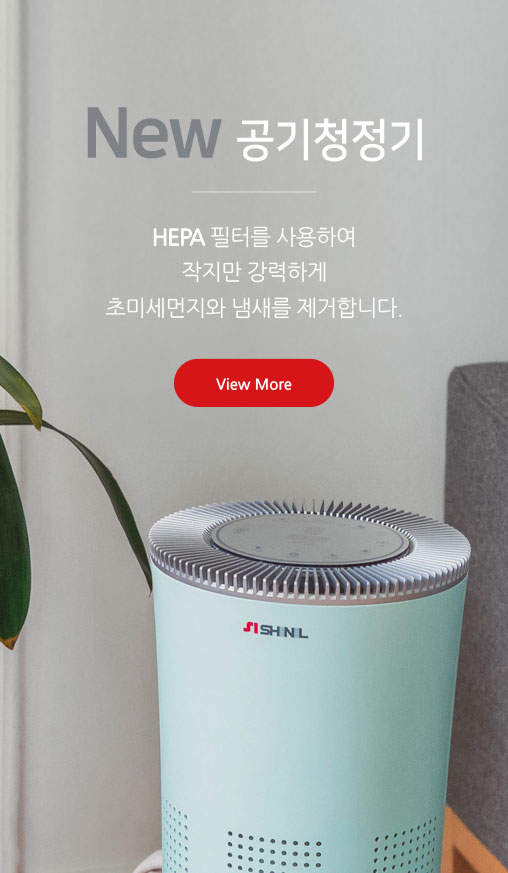 New 공기청정기
HEPA 필터를 사용하여
작지만 강력하게
초미세먼지와 냄새를 제거합니다.
View More
SHINIL